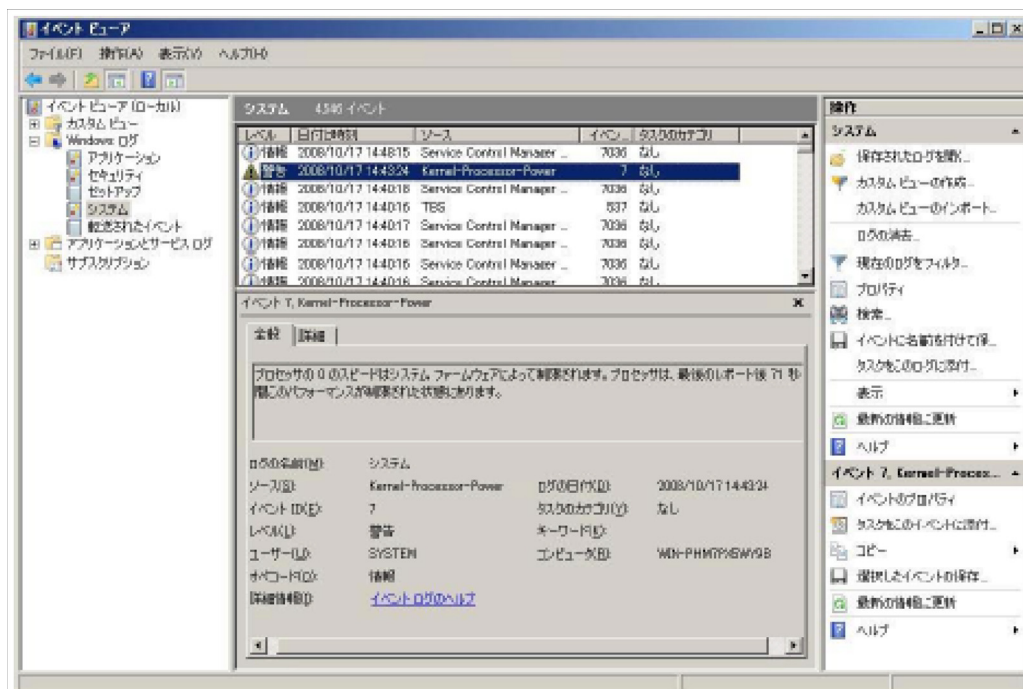 イベント ビューア
ファイル(F) 操作(A) 表示(V) ヘルプ(H)
イベント ビューア (ローカル)
カスタム ビュー
Windows ログ
アプリケーション
セキュリティ
セットアップ
システム
転送されたイベント
アプリケーションとサービス ログ
サブスクリプション
システム 4,546 イベント
レベル 日付と時刻 ソース イベン... タスクのカテゴリ
情報 2008/10/17 14:48:15 Service Control Manager ... 7036 なし
警告 2008/10/17 14:43:24 Kernel-Processor-Power 7 なし
情報 2008/10/17 14:40:18 Service Control Manager ... 7036 なし
情報 2008/10/17 14:40:16 TBS 537 なし
情報 2008/10/17 14:40:17 Service Control Manager ... 7036 なし
情報 2008/10/17 14:40:16 Service Control Manager ... 7036 なし
情報 2008/10/17 14:40:16 Service Control Manager ... 7036 なし
情報 2008/10/17 14:40:16 Service Control Manager ... 7036 なし
イベント 7, Kernel-Processor-Power
全般 詳細
プロセッサの 0 のスピードはシステム ファームウェアによって制限されます。プロセッサは、最後のレポート後 71 秒
間このパフォーマンスが制限された状態にあります。
ログの名前(M): システム
ソース(S): Kernel-Processor-Power ログの日付(D): 2008/10/17 14:43:24
イベント ID(E): 7 タスクのカテゴリ(Y): なし
レベル(L): 警告 キーワード(K):
ユーザー(U): SYSTEM コンピュータ(R):
オペコード(O): 情報
詳細情報(I): イベント ログのヘルプ
操作
システム
保存されたログを開く...
カスタム ビューの作成...
カスタム ビューのインポート...
ログの消去...
現在のログをフィルタ...
プロパティ
検索...
イベントに名前を付けて保...
タスクをこのログに添付...
表示
最新の情報に更新
ヘルプ
イベント 7, Kernel-Proces...
イベントのプロパティ
タスクをこのイベントに添付...
コピー
選択したイベントの保存...
最新の情報に更新
ヘルプ